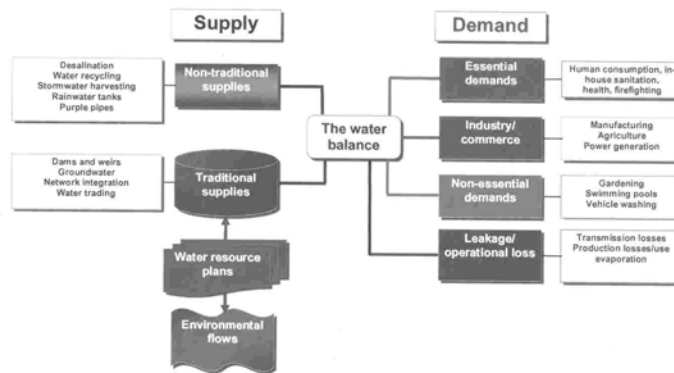 Supply
Demand
Desalination
Water recycling
Stormwater harvesting
Rainwater tanks
Purple pipes
Non-traditional
supplies
Dams and weirs
Groundwater
Network integration
Water trading
Traditional
supplies
Water resource
plans
Environmental
flows
The water
balance
Essential
demands
Human consumption, in-
house sanitation,
health, firefighting
Industry/
commerce
Manufacturing
Agriculture
Power generation
Non-essential
demands
Gardening
Swimming pools
Vehicle washing
Leakage/
operational loss
Transmission losses
Production losses/use
evaporation